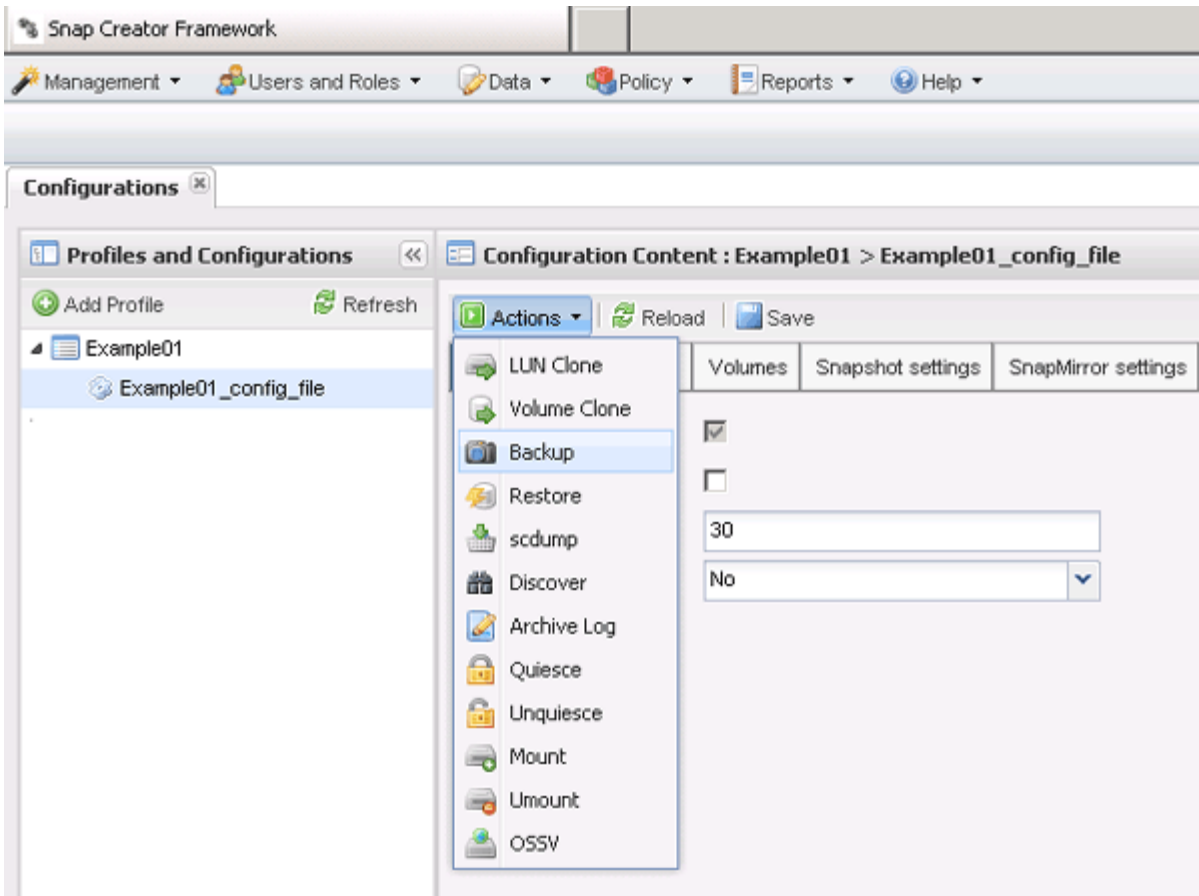 Snap Creator Framework
Management Users and Roles Data Policy Reports Help
Configurations
Profiles and Configurations
Add Profile Refresh
Example01
Example01_config_file
Configuration Content : Example01 > Example01_config_file
Actions Reload Save
Volumes Snapshot settings SnapMirror settings
LUN Clone
Volume Clone
Backup
Restore
scdump
Discover
Archive Log
Quiesce
Unquiesce
Mount
Umount
OSSV
30
No